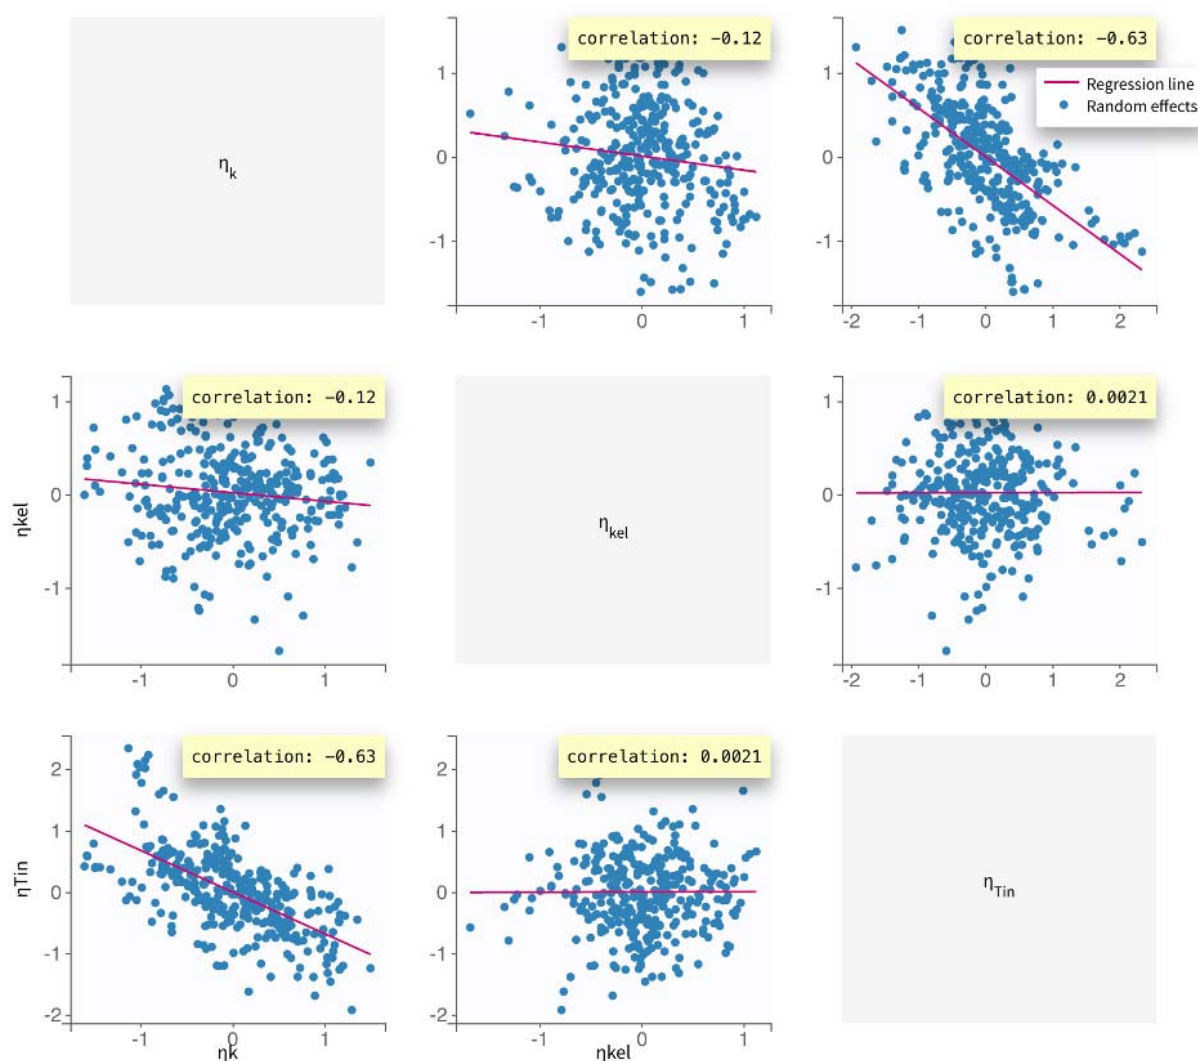 correlation: -0.12
correlation: -0.63
Regression line
Random effects
ηk
1
0
-1
-1
0
1
1
0
-1
-2
-1
0
1
2
correlation: -0.12
correlation: 0.0021
ηkel
1
0
-1
-1
0
1
ηkel
1
0
-1
-2
-1
0
1
2
correlation: -0.63
correlation: 0.0021
ηTin
2
1
0
-1
-2
-1
0
1
ηk
2
1
0
-1
-2
-1
0
1
ηkel
ηTin